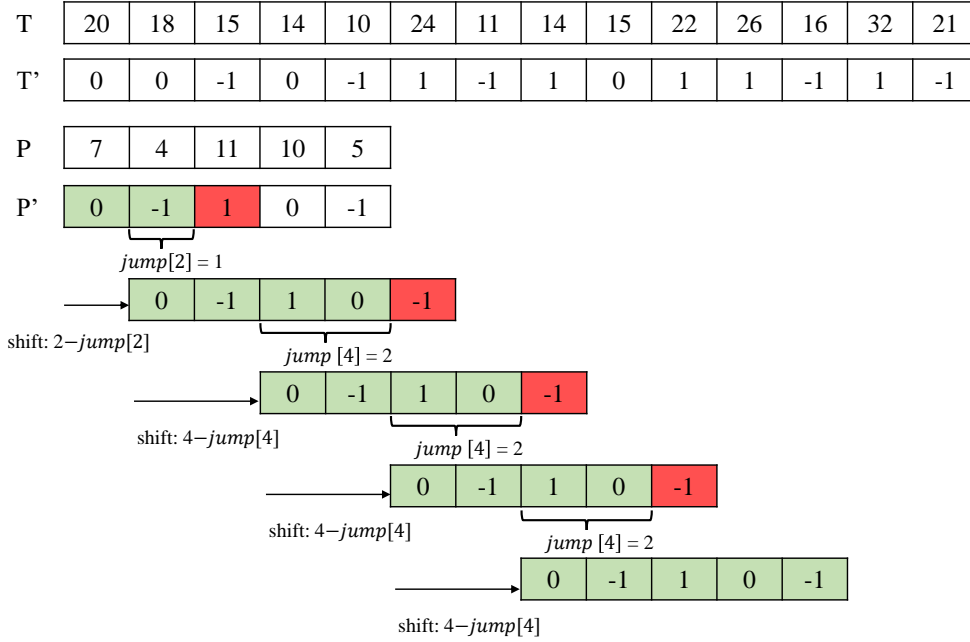 T 20 18 15 14 10 24 11 14 15 22 26 16 32 21
T’ 0 0 -1 0 -1 1 -1 1 0 1 1 -1 1 -1
P 7 4 11 10 5
P’ 0 -1 1 0 -1
jump[2] = 1
0 -1 1 0 -1
shift: 2−jump[2]
jump [4] = 2
0 -1 1 0 -1
shift: 4−jump[4]
jump [4] = 2
0 -1 1 0 -1
shift: 4−jump[4]
jump [4] = 2
0 -1 1 0 -1
shift: 4−jump[4]